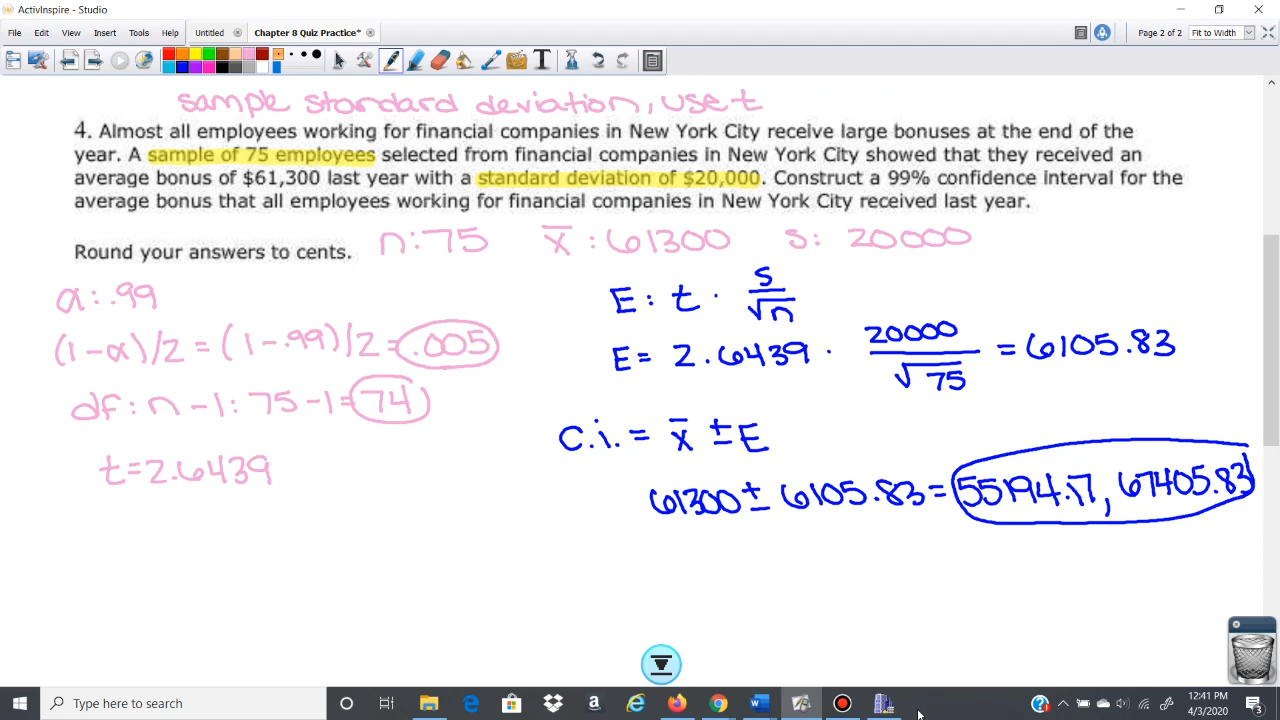 ActivInspire - Studio
File Edit View Insert Tools Help Untitled Chapter 8 Quiz Practice* Page 2 of 2 Fit to Width
sample standard deviation, use t
4. Almost all employees working for financial companies in New York City receive large bonuses at the end of the
year. A sample of 75 employees selected from financial companies in New York City showed that they received an
average bonus of $61,300 last year with a standard deviation of $20,000. Construct a 99% confidence interval for the
average bonus that all employees working for financial companies in New York City received last year.
Round your answers to cents.
n:75 x̅:61300 s: 20000
α: .99
(1-α)/2 = (1-.99)/2 = .005
df: n-1: 75-1=74
t=2.6439
E: t · s/√n
E= 2.6439 · 20000/√75 = 6105.83
c.i. = x̅ ± E
61300 ± 6105.83 = 55194.17, 67405.83
Type here to search
12:41 PM
4/3/2020
3